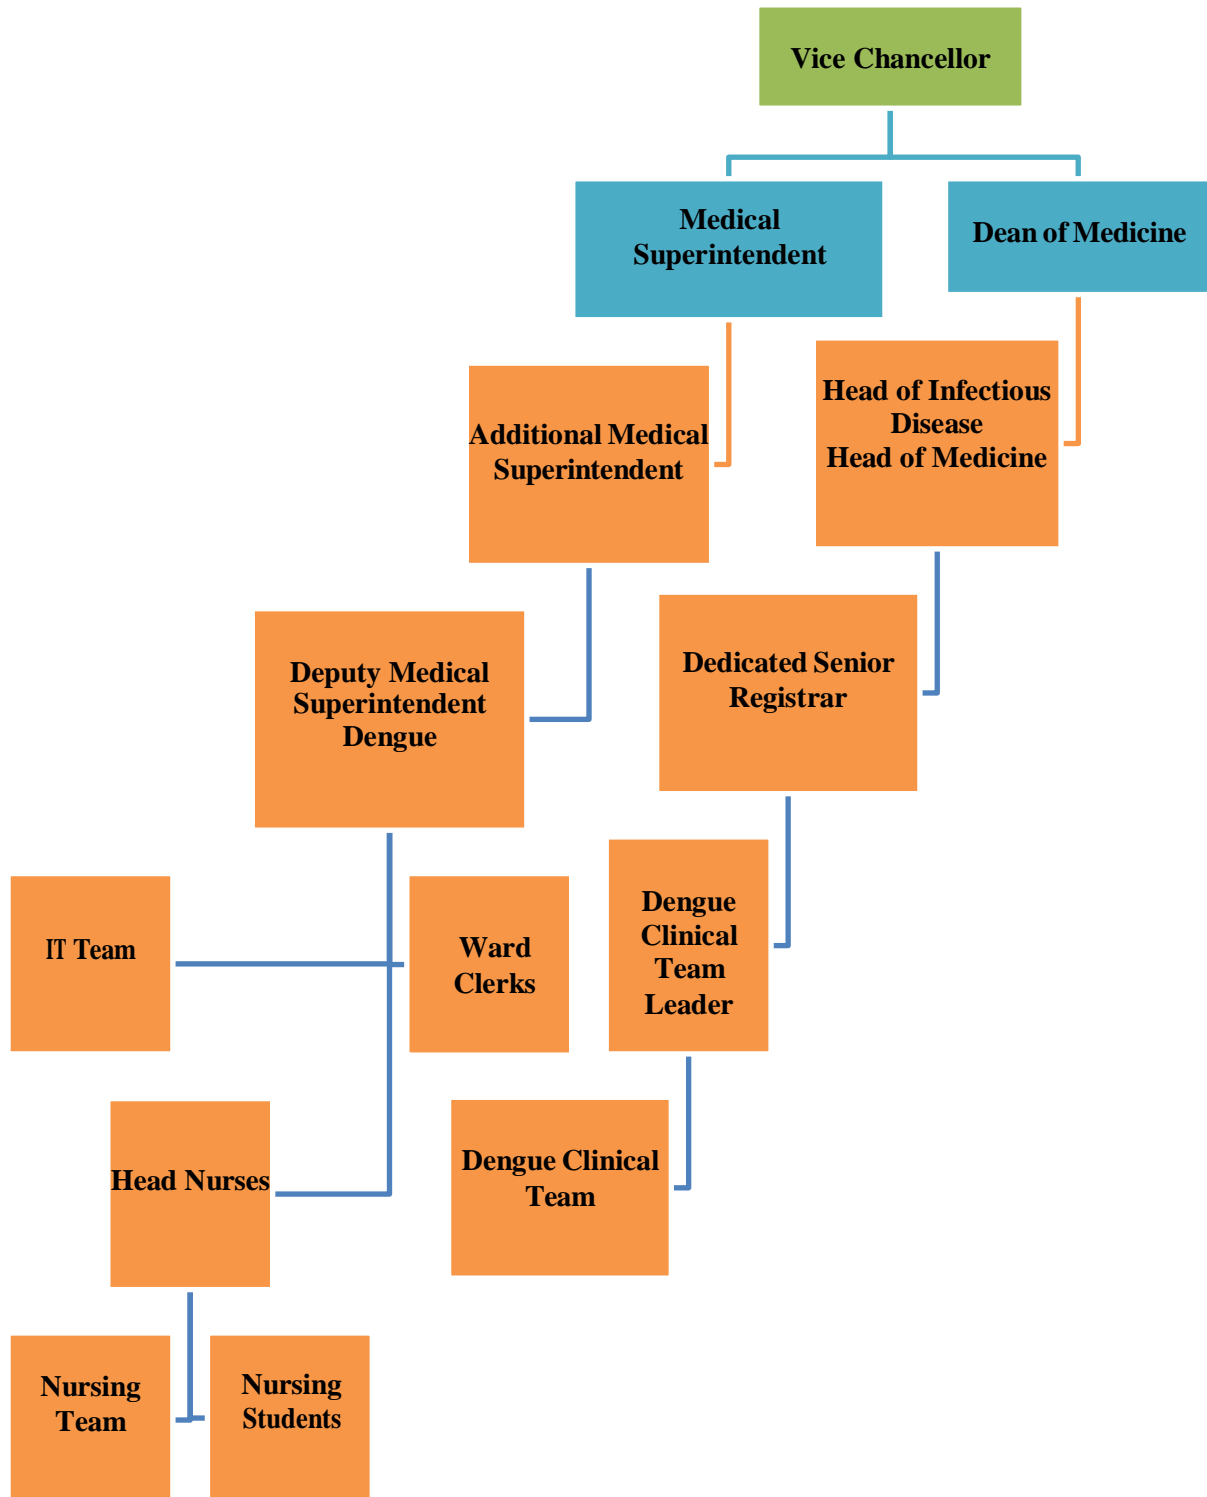 Vice Chancellor
Medical
Superintendent
Dean of Medicine
Additional Medical
Superintendent
Head of Infectious
Disease
Head of Medicine
Deputy Medical
Superintendent
Dengue
Dedicated Senior
Registrar
IT Team
Ward
Clerks
Dengue
Clinical
Team
Leader
Head Nurses
Dengue Clinical
Team
Nursing
Team
Nursing
Students